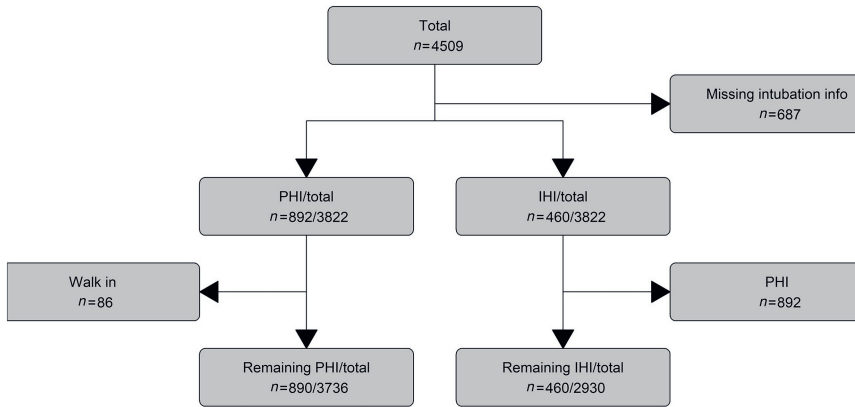 Total
n=4509
Missing intubation info
n=687
PHI/total
n=892/3822
IHI/total
n=460/3822
Walk in
n=86
PHI
n=892
Remaining PHI/total
n=890/3736
Remaining IHI/total
n=460/2930